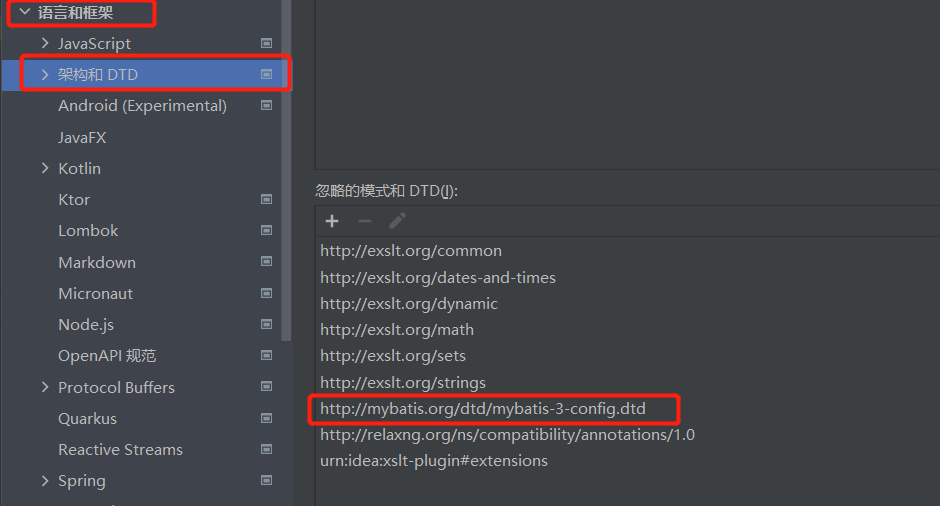 语言和框架
JavaScript
架构和 DTD
Android (Experimental)
JavaFX
Kotlin
Ktor
Lombok
Markdown
Micronaut
Node.js
OpenAPI 规范
Protocol Buffers
Quarkus
Reactive Streams
Spring
忽略的模式和 DTD(I):
http://exslt.org/common
http://exslt.org/dates-and-times
http://exslt.org/dynamic
http://exslt.org/math
http://exslt.org/sets
http://exslt.org/strings
http://mybatis.org/dtd/mybatis-3-config.dtd
http://relaxng.org/ns/compatibility/annotations/1.0
urn:idea:xslt-plugin#extensions